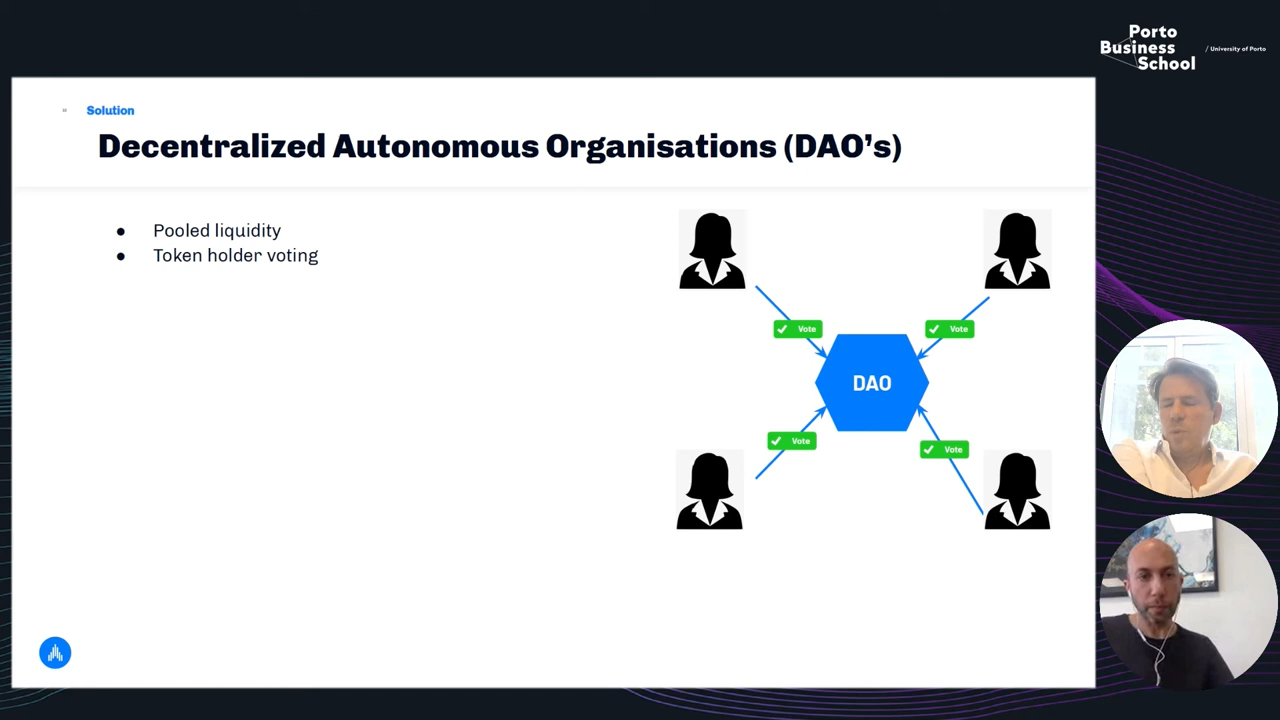 Porto
Business
School
/ University of Porto
Solution
Decentralized Autonomous Organisations (DAO’s)
● Pooled liquidity
● Token holder voting
Vote
Vote
DAO
Vote
Vote